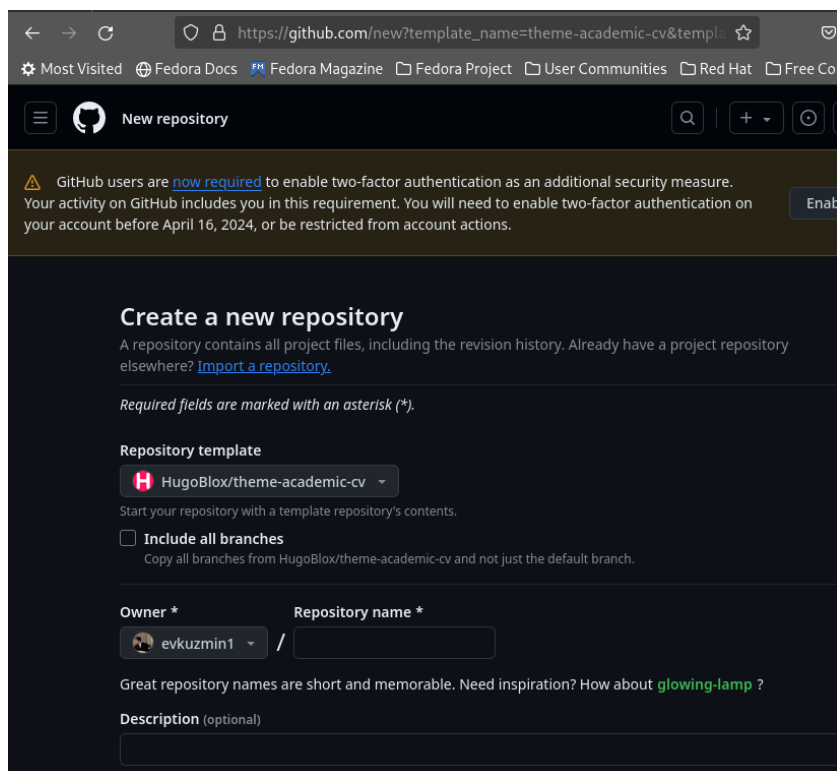 https://github.com/new?template_name=theme-academic-cv&templa
Most Visited Fedora Docs Fedora Magazine Fedora Project User Communities Red Hat Free Co
New repository
GitHub users are now required to enable two-factor authentication as an additional security measure.
Your activity on GitHub includes you in this requirement. You will need to enable two-factor authentication on
your account before April 16, 2024, or be restricted from account actions.
Enab
Create a new repository
A repository contains all project files, including the revision history. Already have a project repository
elsewhere? Import a repository.
Required fields are marked with an asterisk (*).
Repository template
H HugoBlox/theme-academic-cv
Start your repository with a template repository's contents.
Include all branches
Copy all branches from HugoBlox/theme-academic-cv and not just the default branch.
Owner * Repository name *
evkuzmin1 /
Great repository names are short and memorable. Need inspiration? How about glowing-lamp ?
Description (optional)